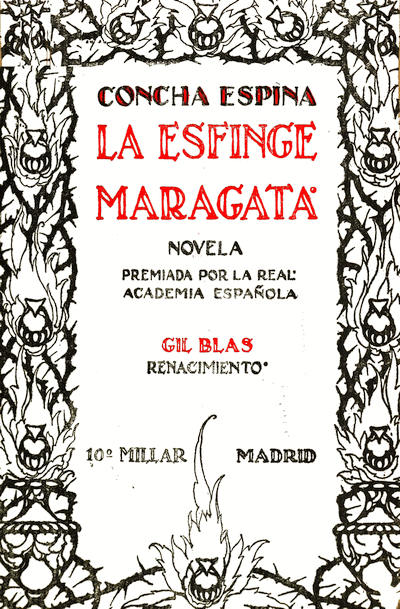 CONCHA ESPINA
LA ESFINGE
MARAGATA
NOVELA
PREMIADA POR LA REAL
ACADEMIA ESPAÑOLA
GIL BLAS
RENACIMIENTO
10º MILLAR MADRID